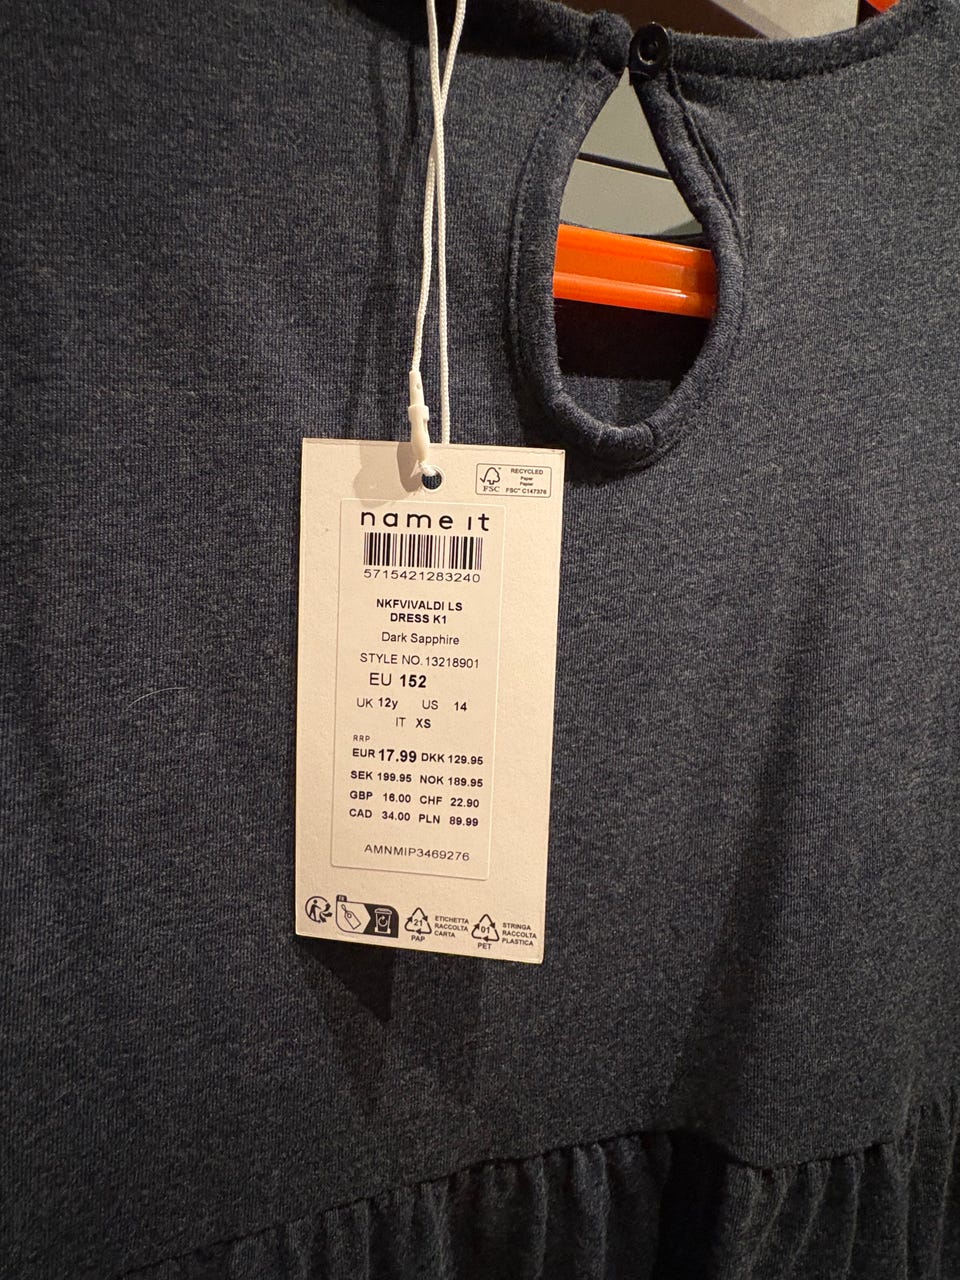 RECYCLED
Paper
Papier
FSC
FSC® C147376
name it
5715421283240
NKFVIVALDI LS
DRESS K1
Dark Sapphire
STYLE NO. 13218901
EU 152
UK 12y US 14
IT XS
RRP
EUR 17.99 DKK 129.95
SEK 199.95 NOK 189.95
GBP 16.00 CHF 22.90
CAD 34.00 PLN 89.99
AMNMIP3469276
21
PAP
ETICHETTA
RACCOLTA
CARTA
01
PET
STRINGA
RACCOLTA
PLASTICA